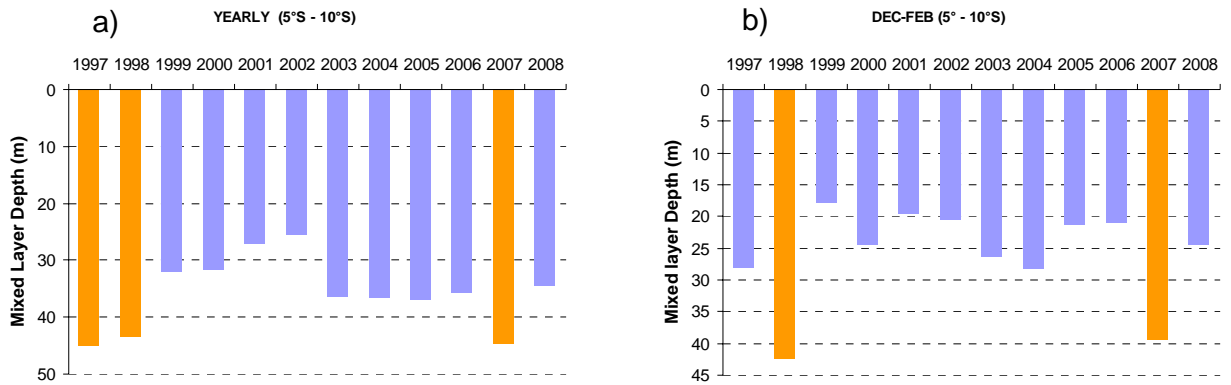 a)
YEARLY (5°S - 10°S)
1997 1998 1999 2000 2001 2002 2003 2004 2005 2006 2007 2008
0
10
20
30
40
50
Mixed Layer Depth (m)
b)
DEC-FEB (5° - 10°S)
1997 1998 1999 2000 2001 2002 2003 2004 2005 2006 2007 2008
0
5
10
15
20
25
30
35
40
45
Mixed layer Depth (m)